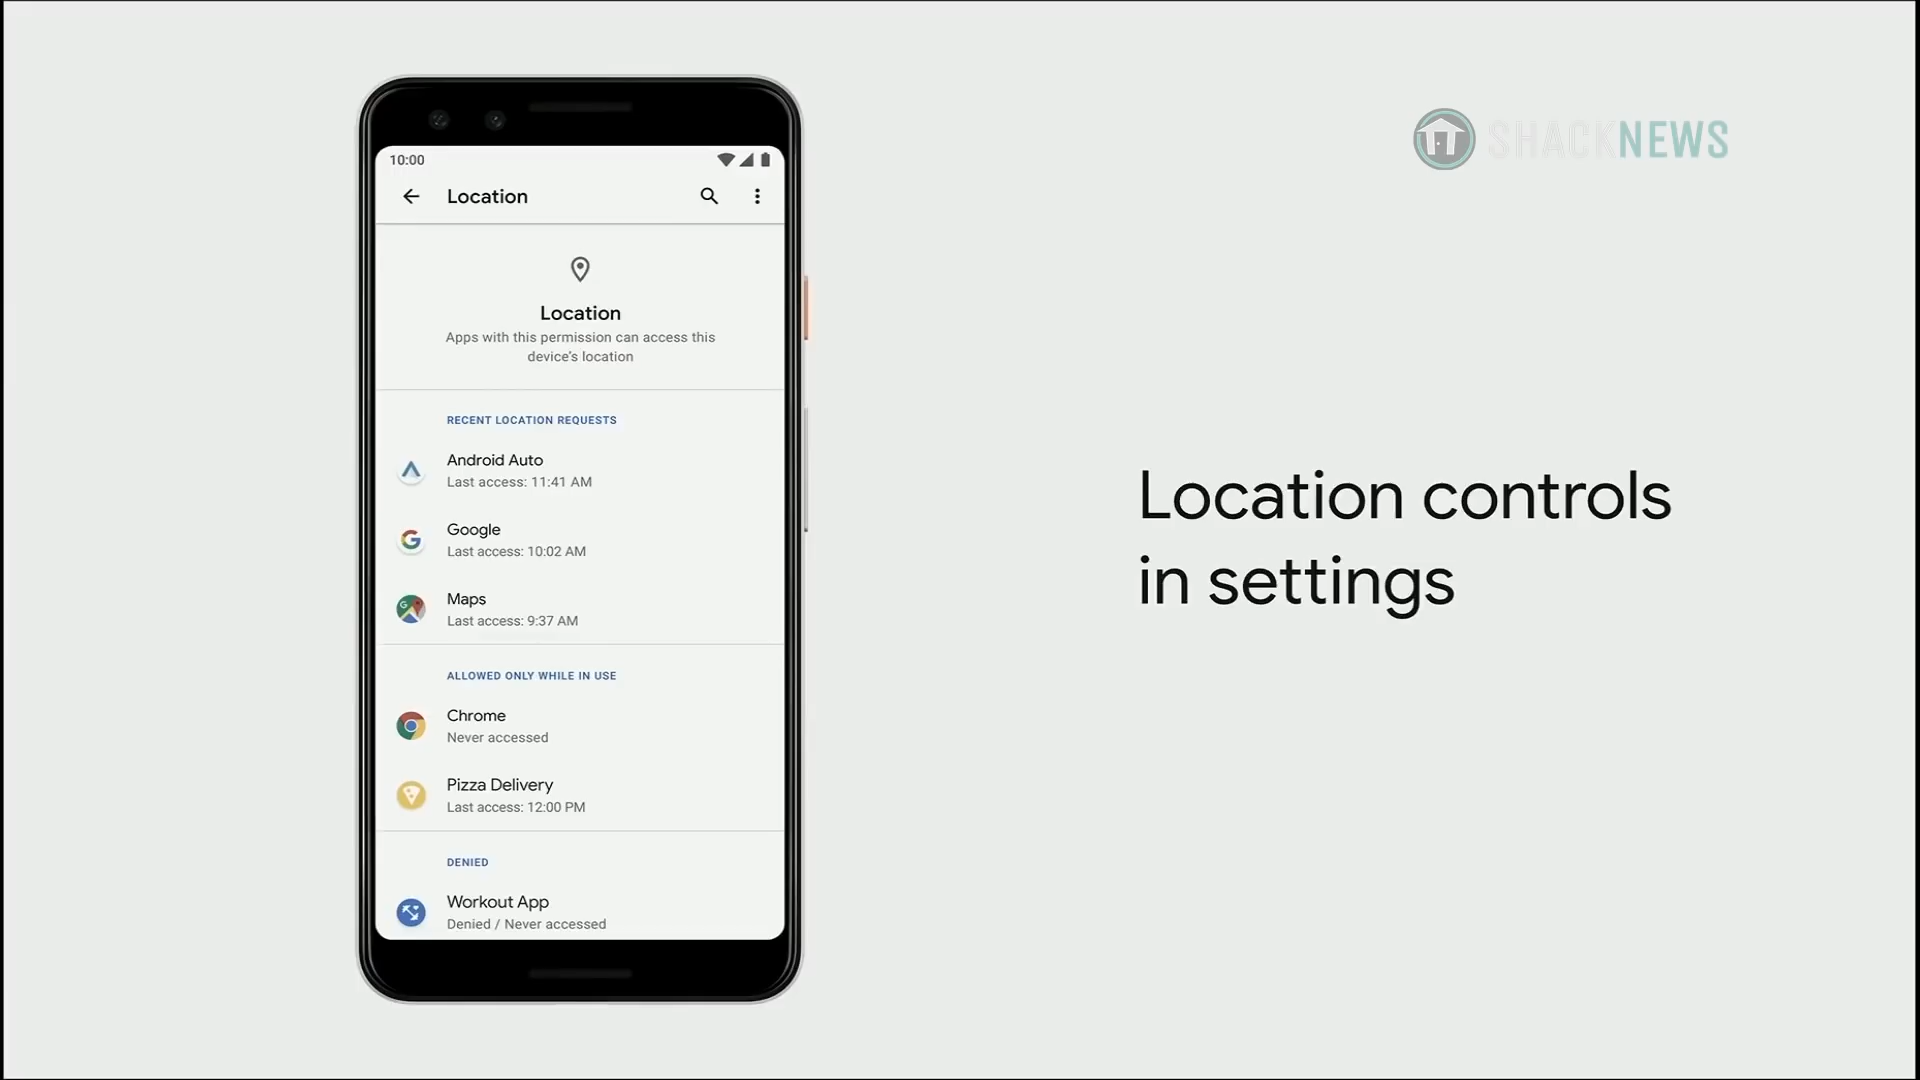 SHACKNEWS
10:00
Location
Location
Apps with this permission can access this
device's location
RECENT LOCATION REQUESTS
Android Auto
Last access: 11:41 AM
Google
Last access: 10:02 AM
Maps
Last access: 9:37 AM
ALLOWED ONLY WHILE IN USE
Chrome
Never accessed
Pizza Delivery
Last access: 12:00 PM
DENIED
Workout App
Denied / Never accessed
Location controls
in settings